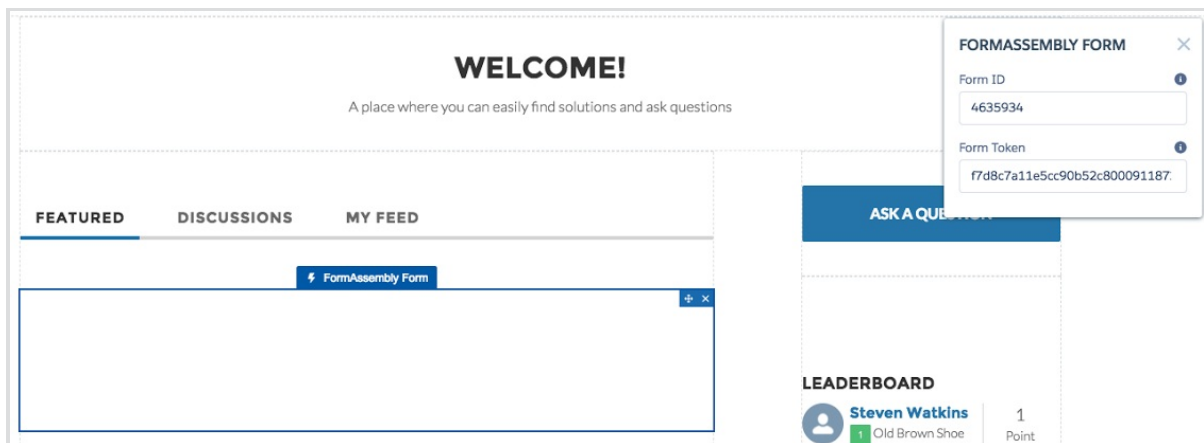 WELCOME!
A place where you can easily find solutions and ask questions
FORMASSEMBLY FORM
Form ID
4635934
Form Token
f7d8c7a11e5cc90b52c800091187
FEATURED DISCUSSIONS MY FEED
ASK A QUESTION
FormAssembly Form
LEADERBOARD
Steven Watkins
1 Old Brown Shoe
1
Point